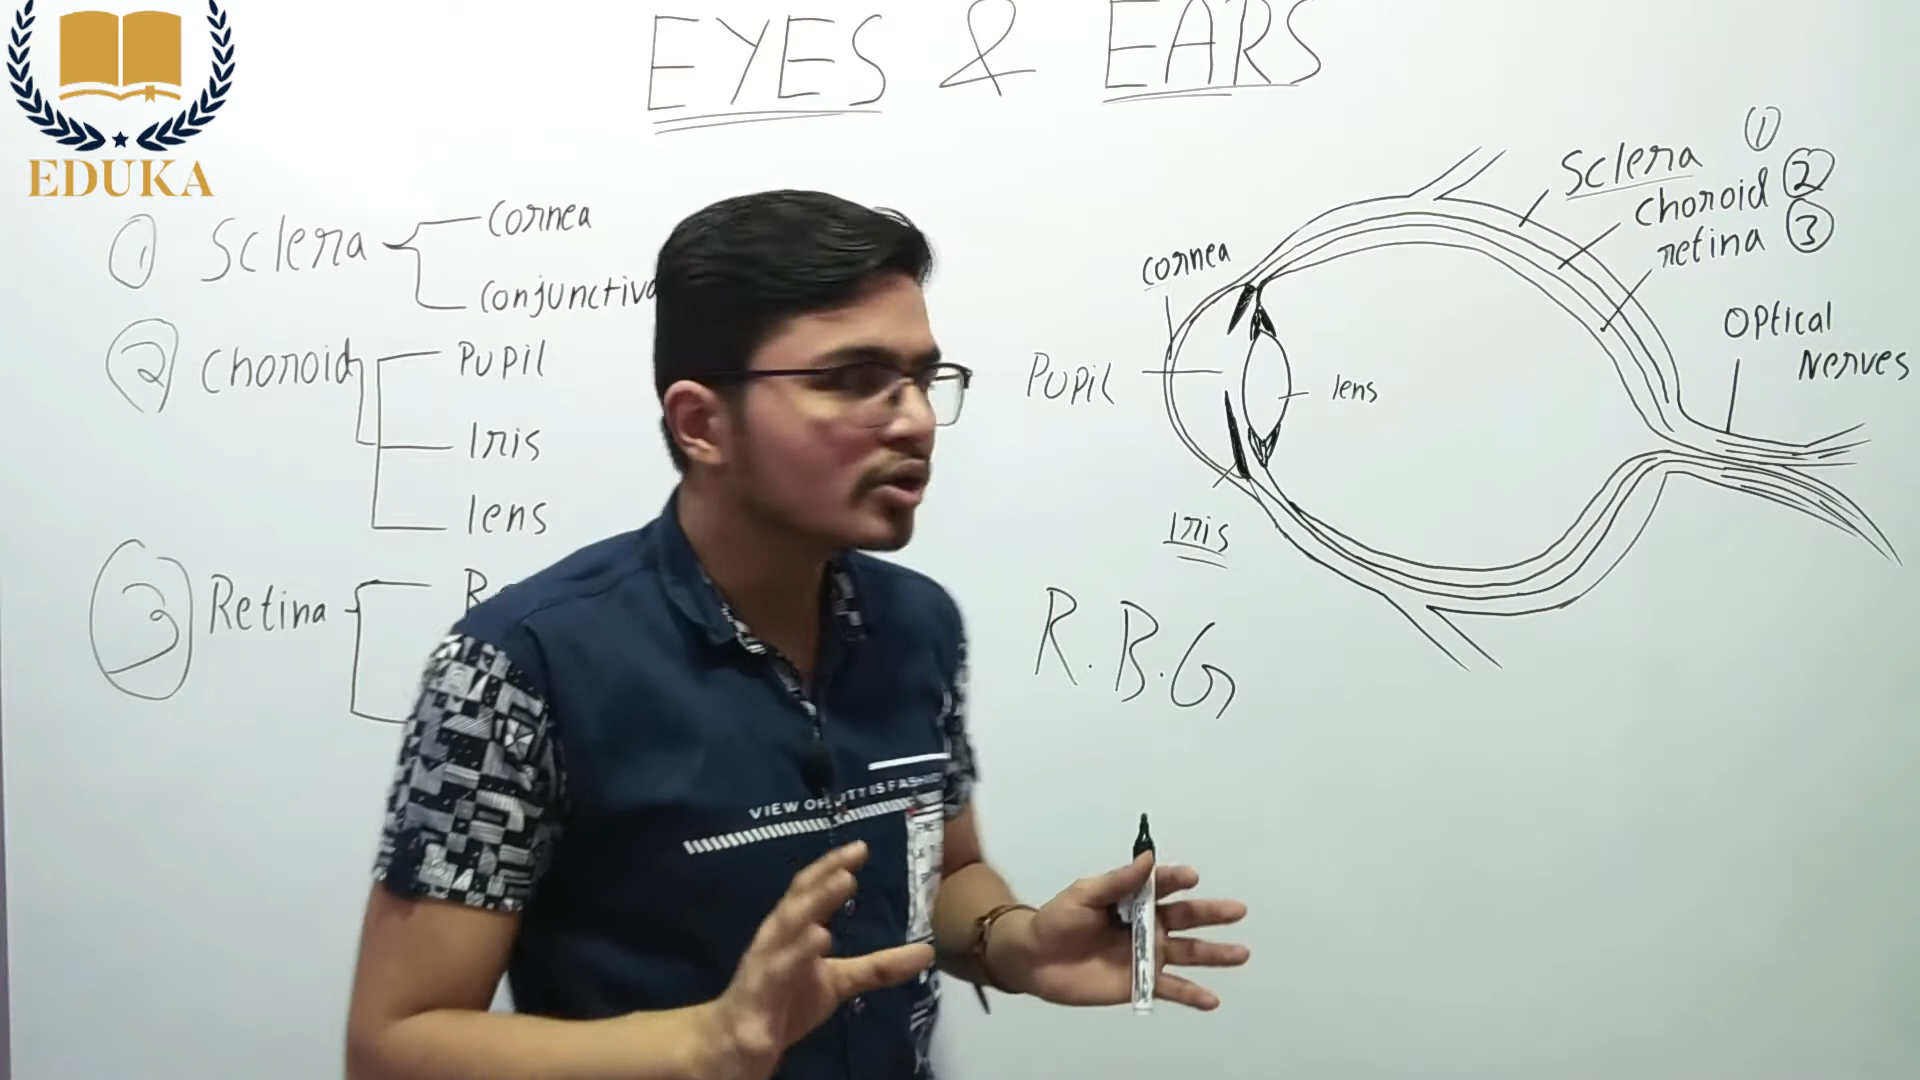 EDUKA
EYES & EARS
① Sclera
Cornea
Conjunctiva
② Choroid
Pupil
Iris
lens
③ Retina
Cornea
Pupil
Iris
lens
Sclera ①
Choroid ②
retina ③
Optical
Nerves
R.B.G
VIEW OF